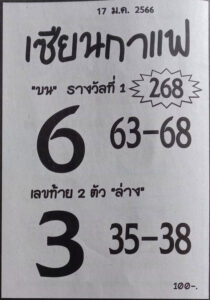 17 ม.ค. 2566
เซียนกาแฟ
"บน" รางวัลที่ 1 268
6 63-68
เลขท้าย 2 ตัว "ล่าง"
3 35-38
100-.